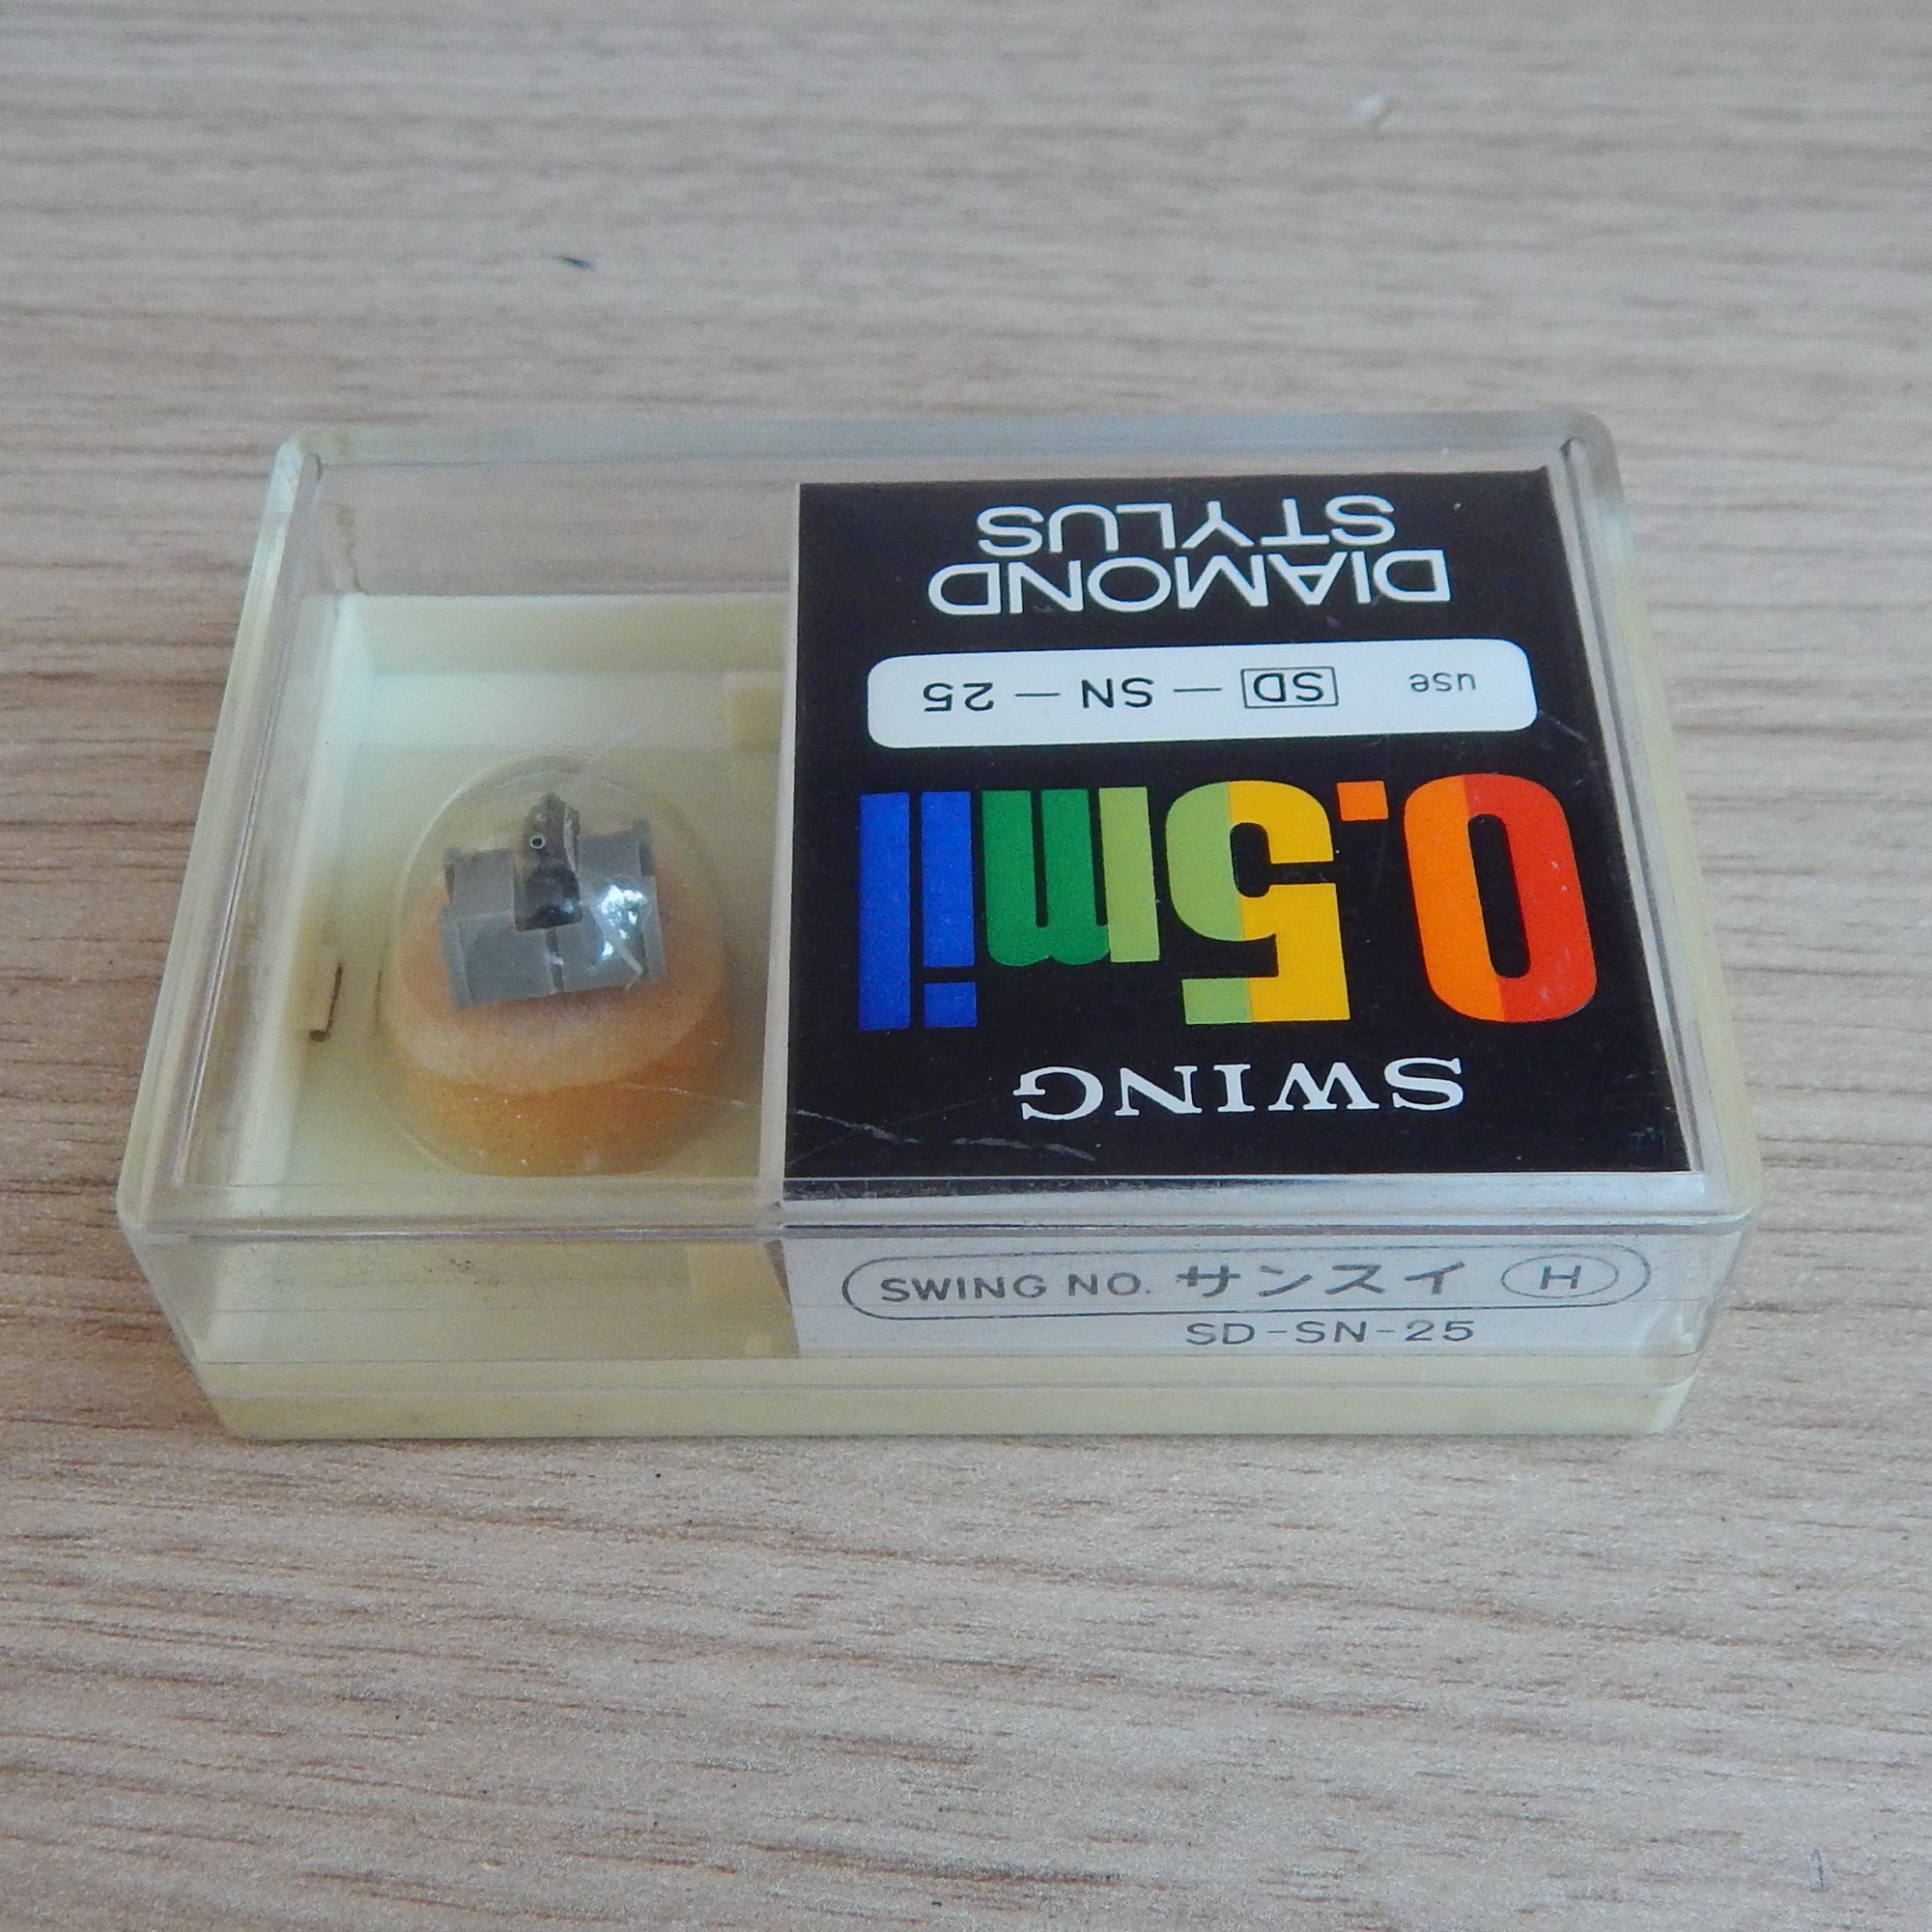 SWING
0.5mil
use SD - SN - 25
DIAMOND
STYLUS
SWING NO. サンスイ H
SD-SN-25